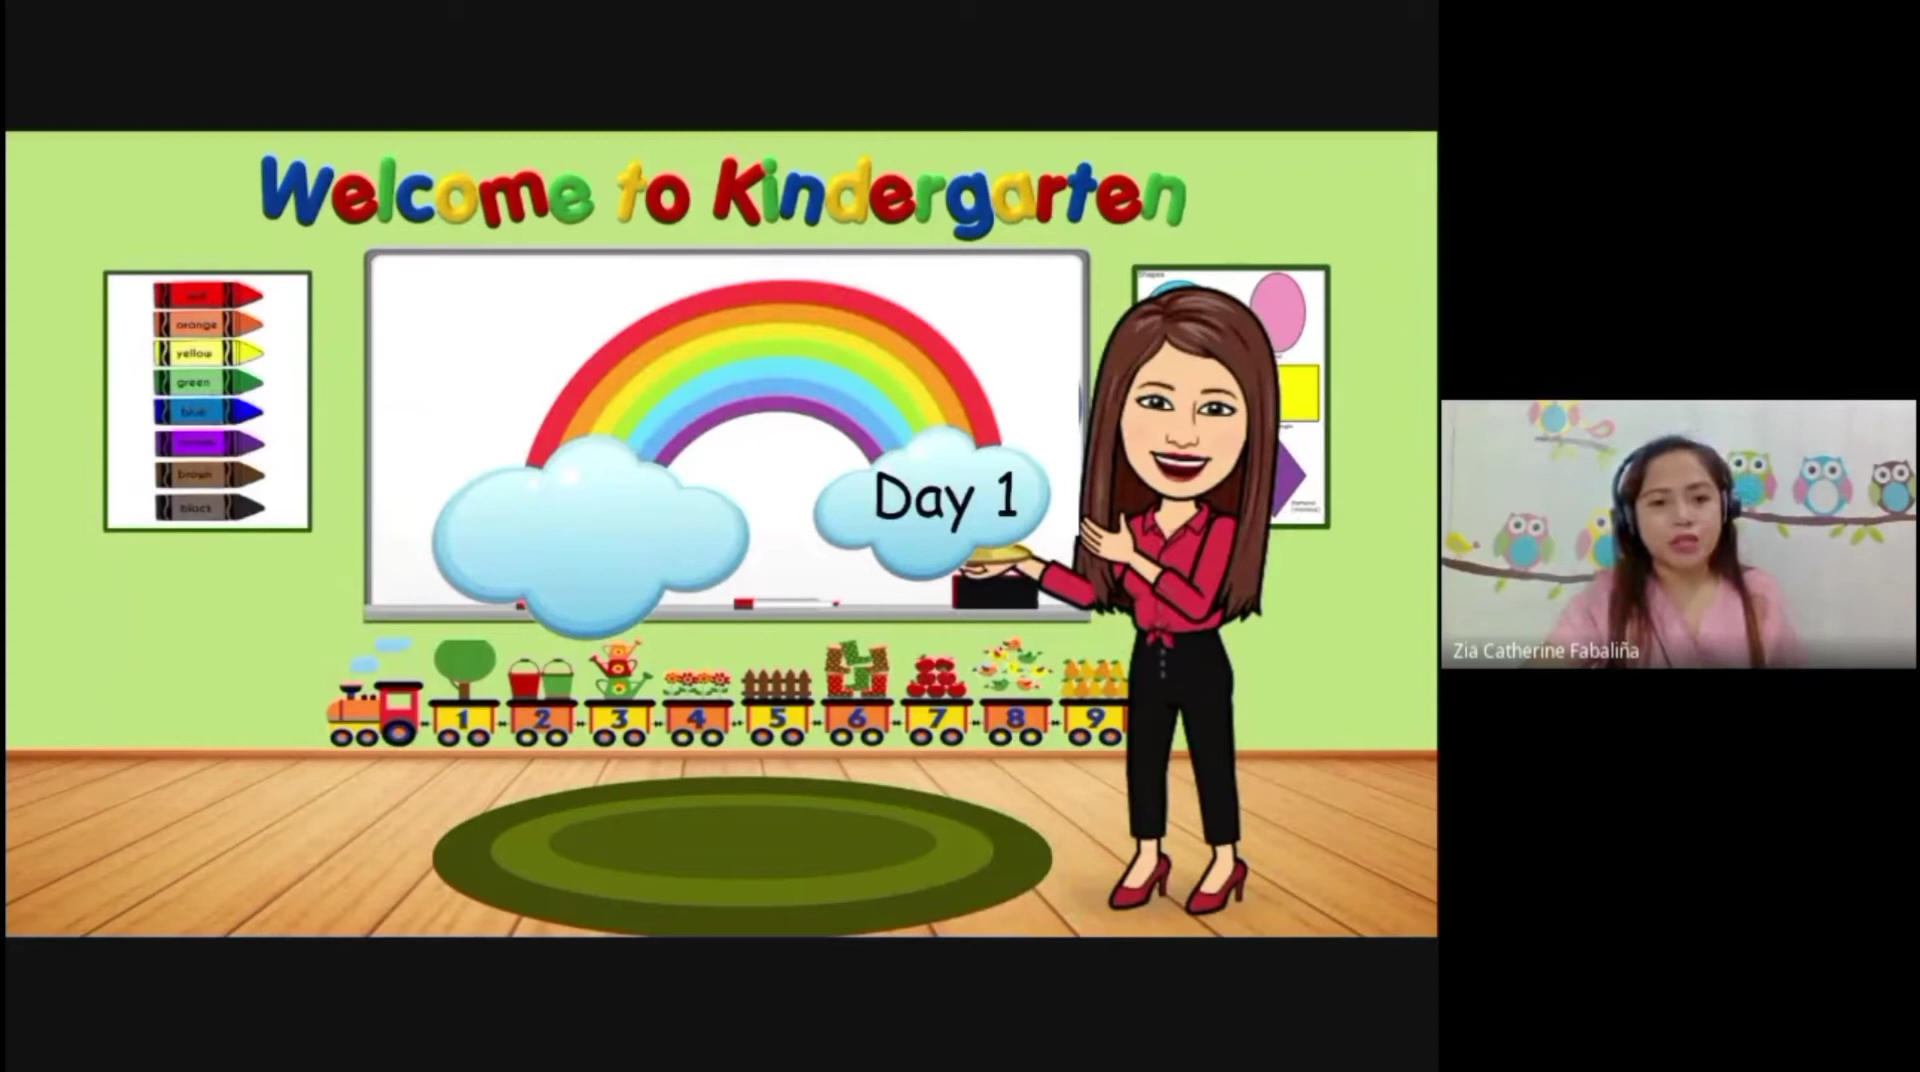 Welcome to Kindergarten
red
orange
yellow
green
blue
brown
black
Shapes
Day 1
1 2 3 4 5 6 7 8 9
Zia Catherine Fabaliña